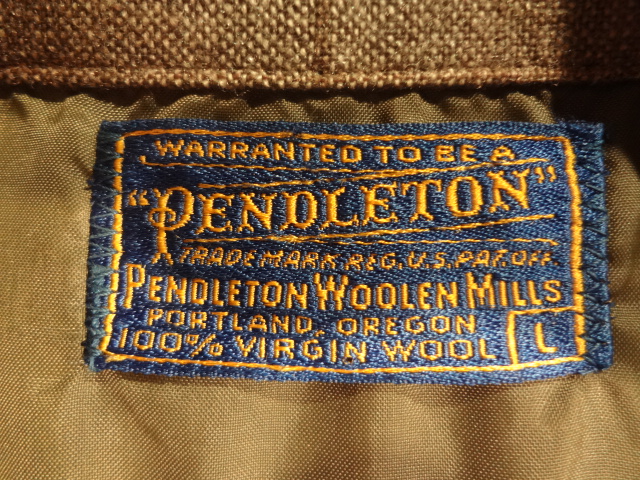 WARRANTED TO BE A
"PENDLETON"
TRADE MARK REG. U.S. PAT. OFF.
PENDLETON WOOLEN MILLS
PORTLAND, OREGON
100% VIRGIN WOOL L